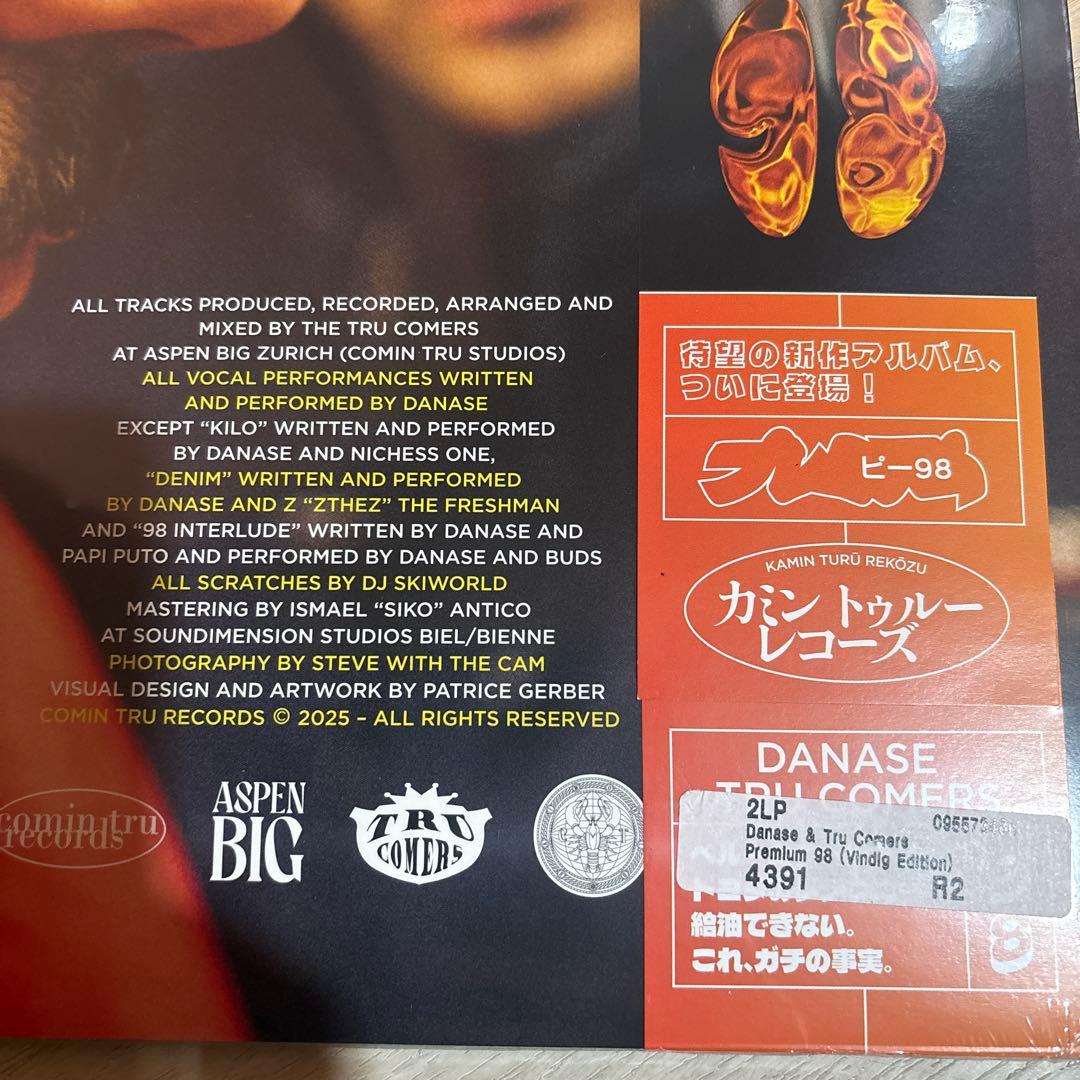 ALL TRACKS PRODUCED, RECORDED, ARRANGED AND
MIXED BY THE TRU COMERS
AT ASPEN BIG ZURICH (COMIN TRU STUDIOS)
ALL VOCAL PERFORMANCES WRITTEN
AND PERFORMED BY DANASE
EXCEPT “KILO” WRITTEN AND PERFORMED
BY DANASE AND NICHESS ONE,
“DENIM” WRITTEN AND PERFORMED
BY DANASE AND Z “ZTHEZ” THE FRESHMAN
AND “98 INTERLUDE” WRITTEN BY DANASE AND
PAPI PUTO AND PERFORMED BY DANASE AND BUDS
ALL SCRATCHES BY DJ SKIWORLD
MASTERING BY ISMAEL “SIKO” ANTICO
AT SOUNDIMENSION STUDIOS BIEL/BIENNE
PHOTOGRAPHY BY STEVE WITH THE CAM
VISUAL DESIGN AND ARTWORK BY PATRICE GERBER
COMIN TRU RECORDS © 2025 – ALL RIGHTS RESERVED
comin tru
records
ASPEN
BIG
TRU
COMERS
待望の新作アルバム、
ついに登場！
ピー98
KAMIN TURŪ REKŌZU
カミン トゥルー
レコーズ
DANASE
TRU COMERS
2LP
Danase & Tru Comers
Premium 98 (Vindig Edition)
4391
R2
給油できない。
これ、ガチの事実。
8